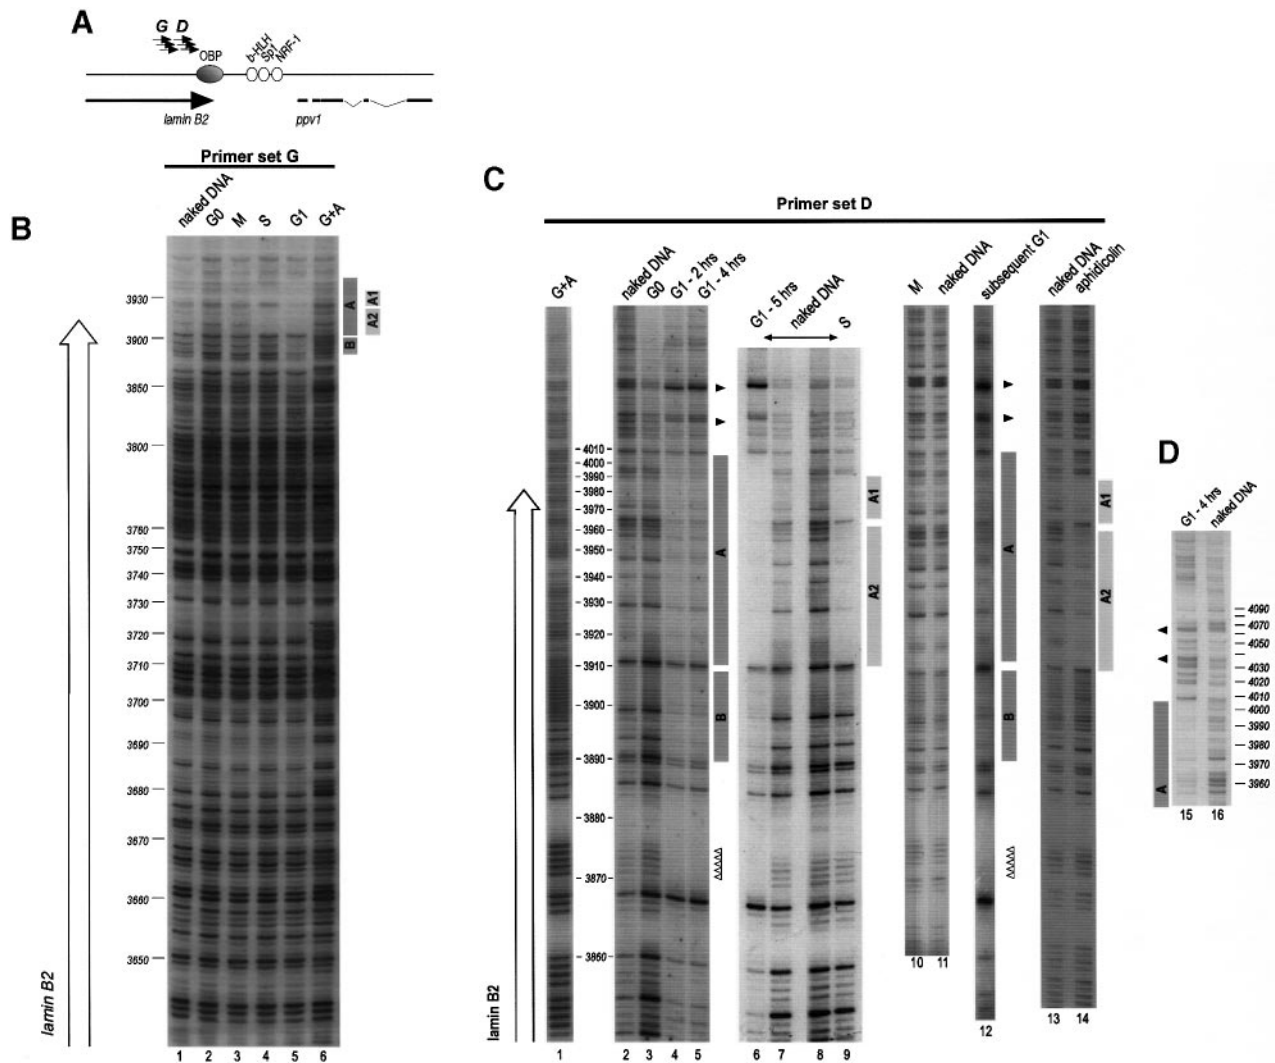 A
G D
OBP
b-HLH
Sp1
NRF-1
lamin B2
ppv1
B
Primer set G
naked DNA
G0
M
S
G1
G+A
3930
3900
3850
3800
3760
3750
3740
3730
3720
3710
3700
3690
3680
3670
3660
3650
A
A1
A2
B
lamin B2
1 2 3 4 5 6
C
Primer set D
G+A
naked DNA
G0
G1 - 2 hrs
G1 - 4 hrs
G1 - 5 hrs
naked DNA
S
M
naked DNA
subsequent G1
naked DNA
aphidicolin
4010
4000
3990
3980
3970
3960
3950
3940
3930
3920
3910
3900
3890
3880
3870
3860
A
B
A1
A2
A
B
A1
A2
lamin B2
1 2 3 4 5 6 7 8 9
10 11
12
13 14
D
G1 - 4 hrs
naked DNA
4090
4070
4050
4030
4020
4010
4000
3990
3980
3970
3960
A
15 16